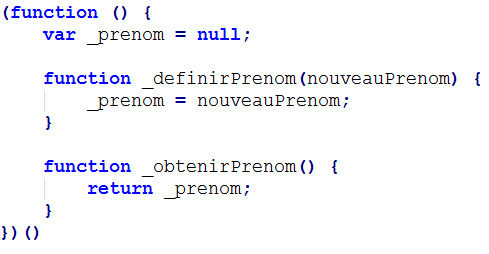 (function () {
    var _prenom = null;

    function _definirPrenom(nouveauPrenom) {
        _prenom = nouveauPrenom;
    }

    function _obtenirPrenom() {
        return _prenom;
    }
})()